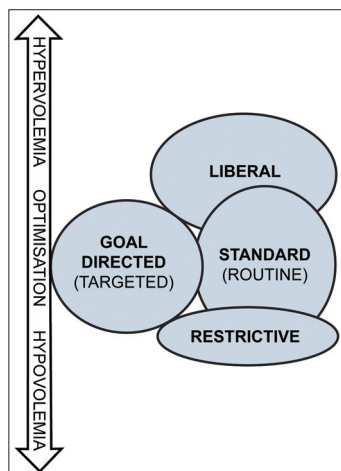 HYPERVOLEMIA OPTIMISATION HYPOVOLEMIA
LIBERAL
GOAL
DIRECTED
(TARGETED)
STANDARD
(ROUTINE)
RESTRICTIVE